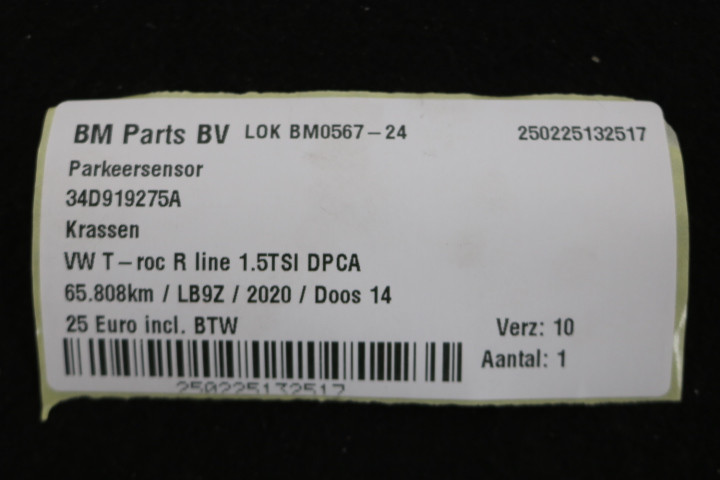 BM Parts BV LOK BM0567-24 250225132517
Parkeersensor
34D919275A
Krassen
VW T-roc R line 1.5TSI DPCA
65.808km / LB9Z / 2020 / Doos 14
25 Euro incl. BTW Verz: 10
Aantal: 1
250225132517